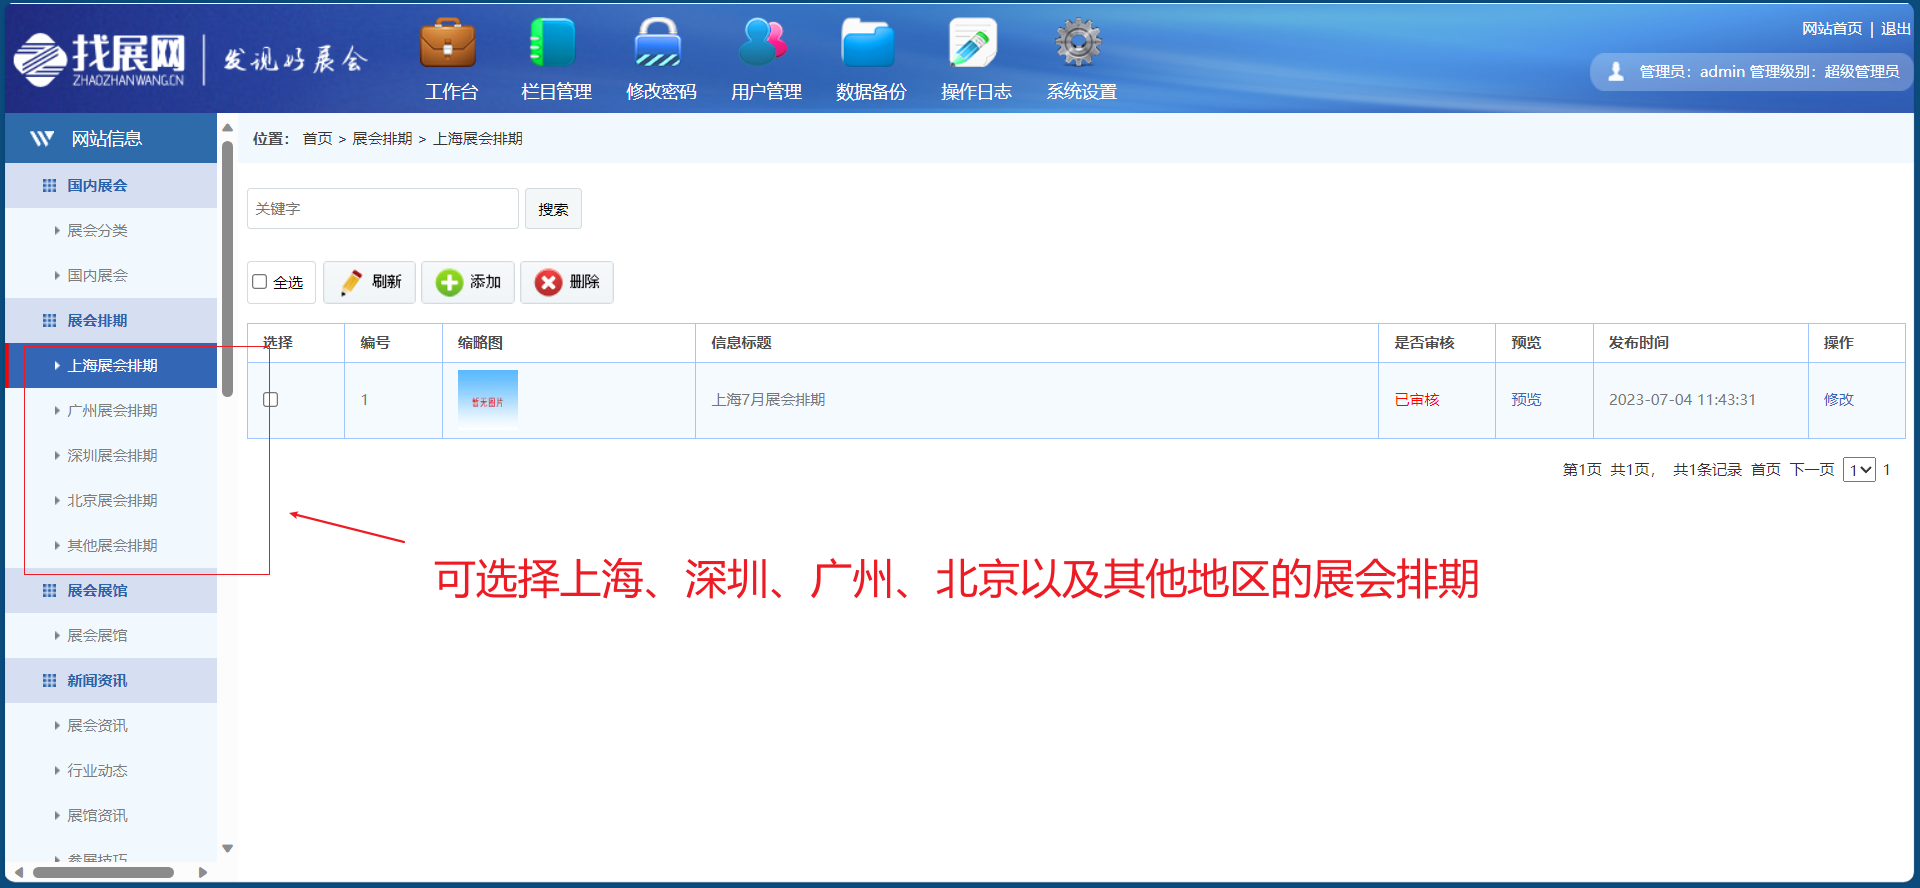 找展网
ZHAOZHANWANG.CN
发现好展会
工作台
栏目管理
修改密码
用户管理
数据备份
操作日志
系统设置
网站首页 | 退出
管理员：admin 管理级别：超级管理员
网站信息
国内展会
展会分类
国内展会
展会排期
上海展会排期
广州展会排期
深圳展会排期
北京展会排期
其他展会排期
展会展馆
展会展馆
新闻资讯
展会资讯
行业动态
展馆资讯
参展技巧
位置： 首页 > 展会排期 > 上海展会排期
关键字
搜索
全选 刷新 添加 删除
选择 编号 缩略图 信息标题 是否审核 预览 发布时间 操作
1 暂无图片 上海7月展会排期 已审核 预览 2023-07-04 11:43:31 修改
第1页 共1页， 共1条记录 首页 下一页 1 1
可选择上海、深圳、广州、北京以及其他地区的展会排期